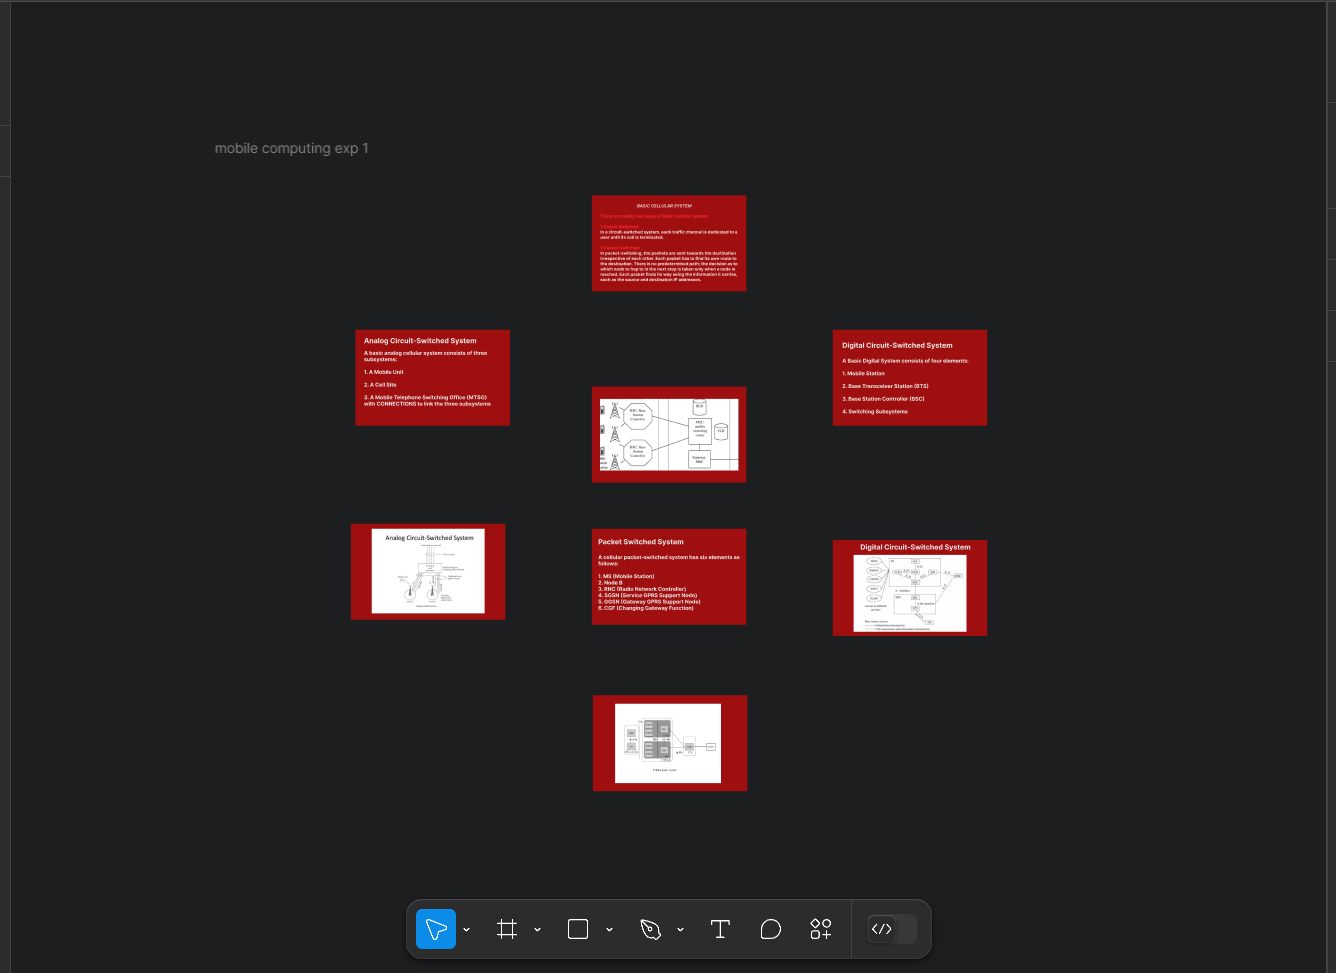 mobile computing exp 1
BASIC CELLULAR SYSTEM
There are mainly two types of Basic Cellular System:
1.Circuit Switched:
In a circuit-switched system, each traffic channel is dedicated to a
user until its cell is terminated.
2.Packet Switched:
In packet-switching, the packets are sent towards the destination
irrespective of each other. Each packet has to find its own route to
the destination. There is no predetermined path; the decision as to
which node to hop to in the next step is taken only when a node is
reached. Each packet finds its way using the information it carries,
such as the source and destination IP addresses.
Analog Circuit-Switched System
A basic analog cellular system consists of three
subsystems:
1. A Mobile Unit
2. A Cell Site
3. A Mobile Telephone Switching Office (MTSO)
with CONNECTIONS to link the three subsystems
Digital Circuit-Switched System
A Basic Digital System consists of four elements:
1. Mobile Station
2. Base Transceiver Station (BTS)
3. Base Station Controller (BSC)
4. Switching Subsystems
BSC: Base
Station
Controller
HLR
MSC
mobile
switching
center
VLR
BSC: Base
Station
Controller
Gateway
MSC
Analog Circuit-Switched System
Packet Switched System
A cellular packet-switched system has six elements as
follows:
1. MS (Mobile Station)
2. Node B
3. RNC (Radio Network Controller)
4. SGSN (Service GPRS Support Node)
5. GGSN (Gateway GPRS Support Node)
6. CGF (Changing Gateway Function)
Digital Circuit-Switched System